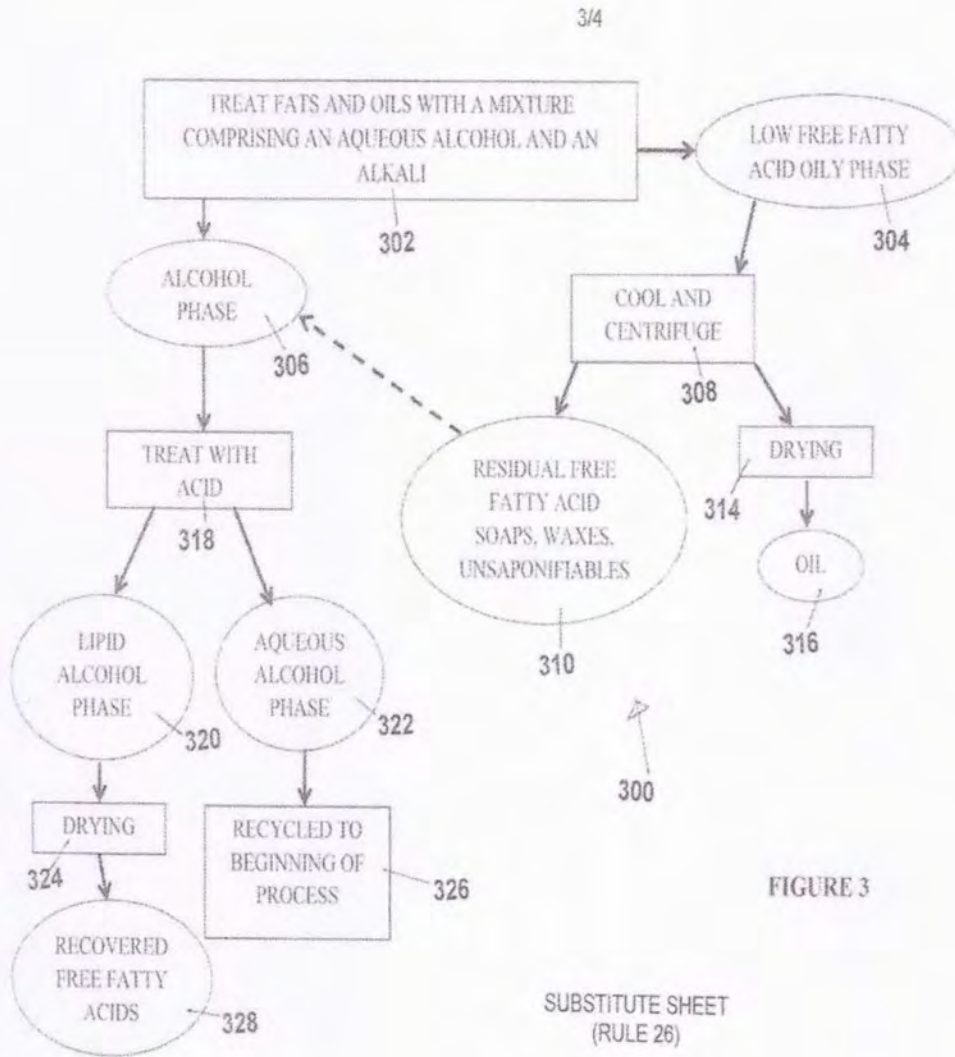 3/4
TREAT FATS AND OILS WITH A MIXTURE
COMPRISING AN AQUEOUS ALCOHOL AND AN
ALKALI
302
LOW FREE FATTY
ACID OILY PHASE
304
ALCOHOL
PHASE
306
COOL AND
CENTRIFUGE
308
TREAT WITH
ACID
318
RESIDUAL FREE
FATTY ACID
SOAPS, WAXES,
UNSAPONIFIABLES
310
DRYING
314
OIL
316
LIPID
ALCOHOL
PHASE
320
AQUEOUS
ALCOHOL
PHASE
322
300
DRYING
324
RECYCLED TO
BEGINNING OF
PROCESS
326
RECOVERED
FREE FATTY
ACIDS
328
FIGURE 3
SUBSTITUTE SHEET
(RULE 26)